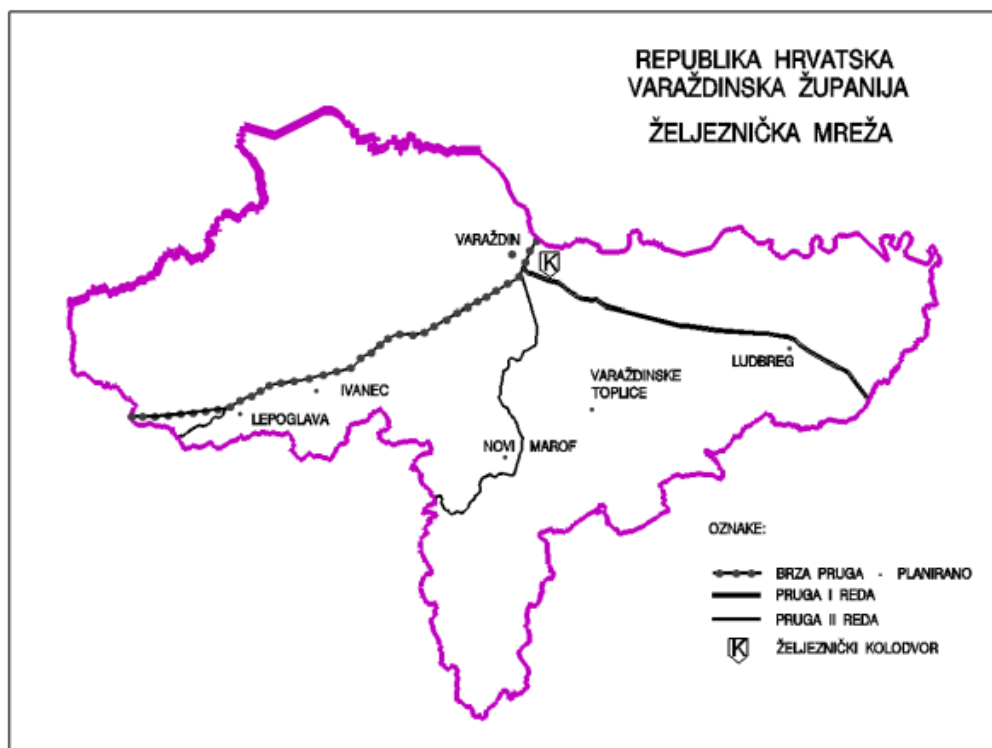 REPUBLIKA HRVATSKA
VARAŽDINSKA ŽUPANIJA
ŽELJEZNIČKA MREŽA
VARAŽDIN
K
LUDBREG
VARAŽDINSKE
TOPLICE
IVANEC
LEPOGLAVA
NOVI MAROF
OZNAKE:
BRZA PRUGA - PLANIRANO
PRUGA I REDA
PRUGA II REDA
K ŽELJEZNIČKI KOLODVOR